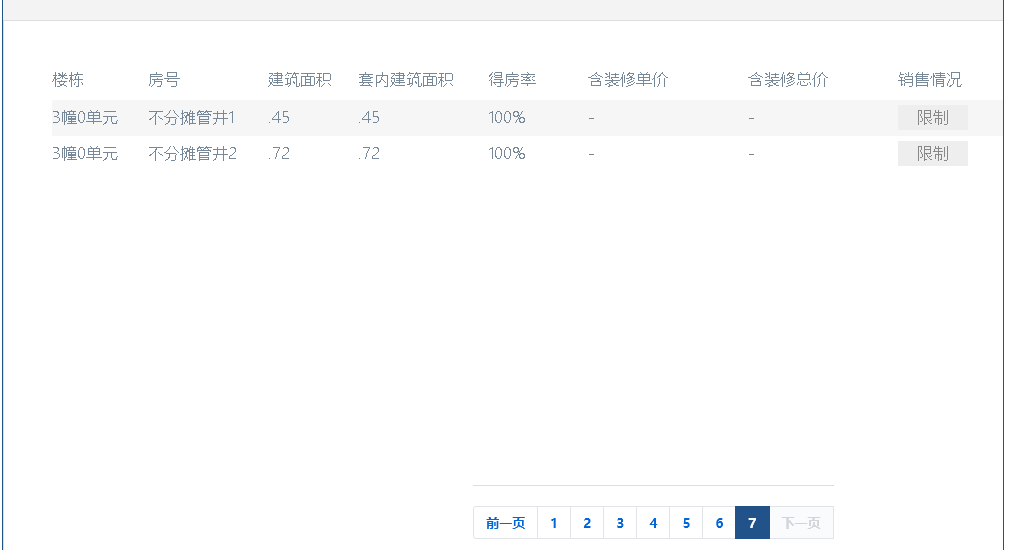 楼栋 房号 建筑面积 套内建筑面积 得房率 含装修单价 含装修总价 销售情况
3幢0单元 不分摊管井1 .45 .45 100% - - 限制
3幢0单元 不分摊管井2 .72 .72 100% - - 限制
前一页 1 2 3 4 5 6 7 下一页